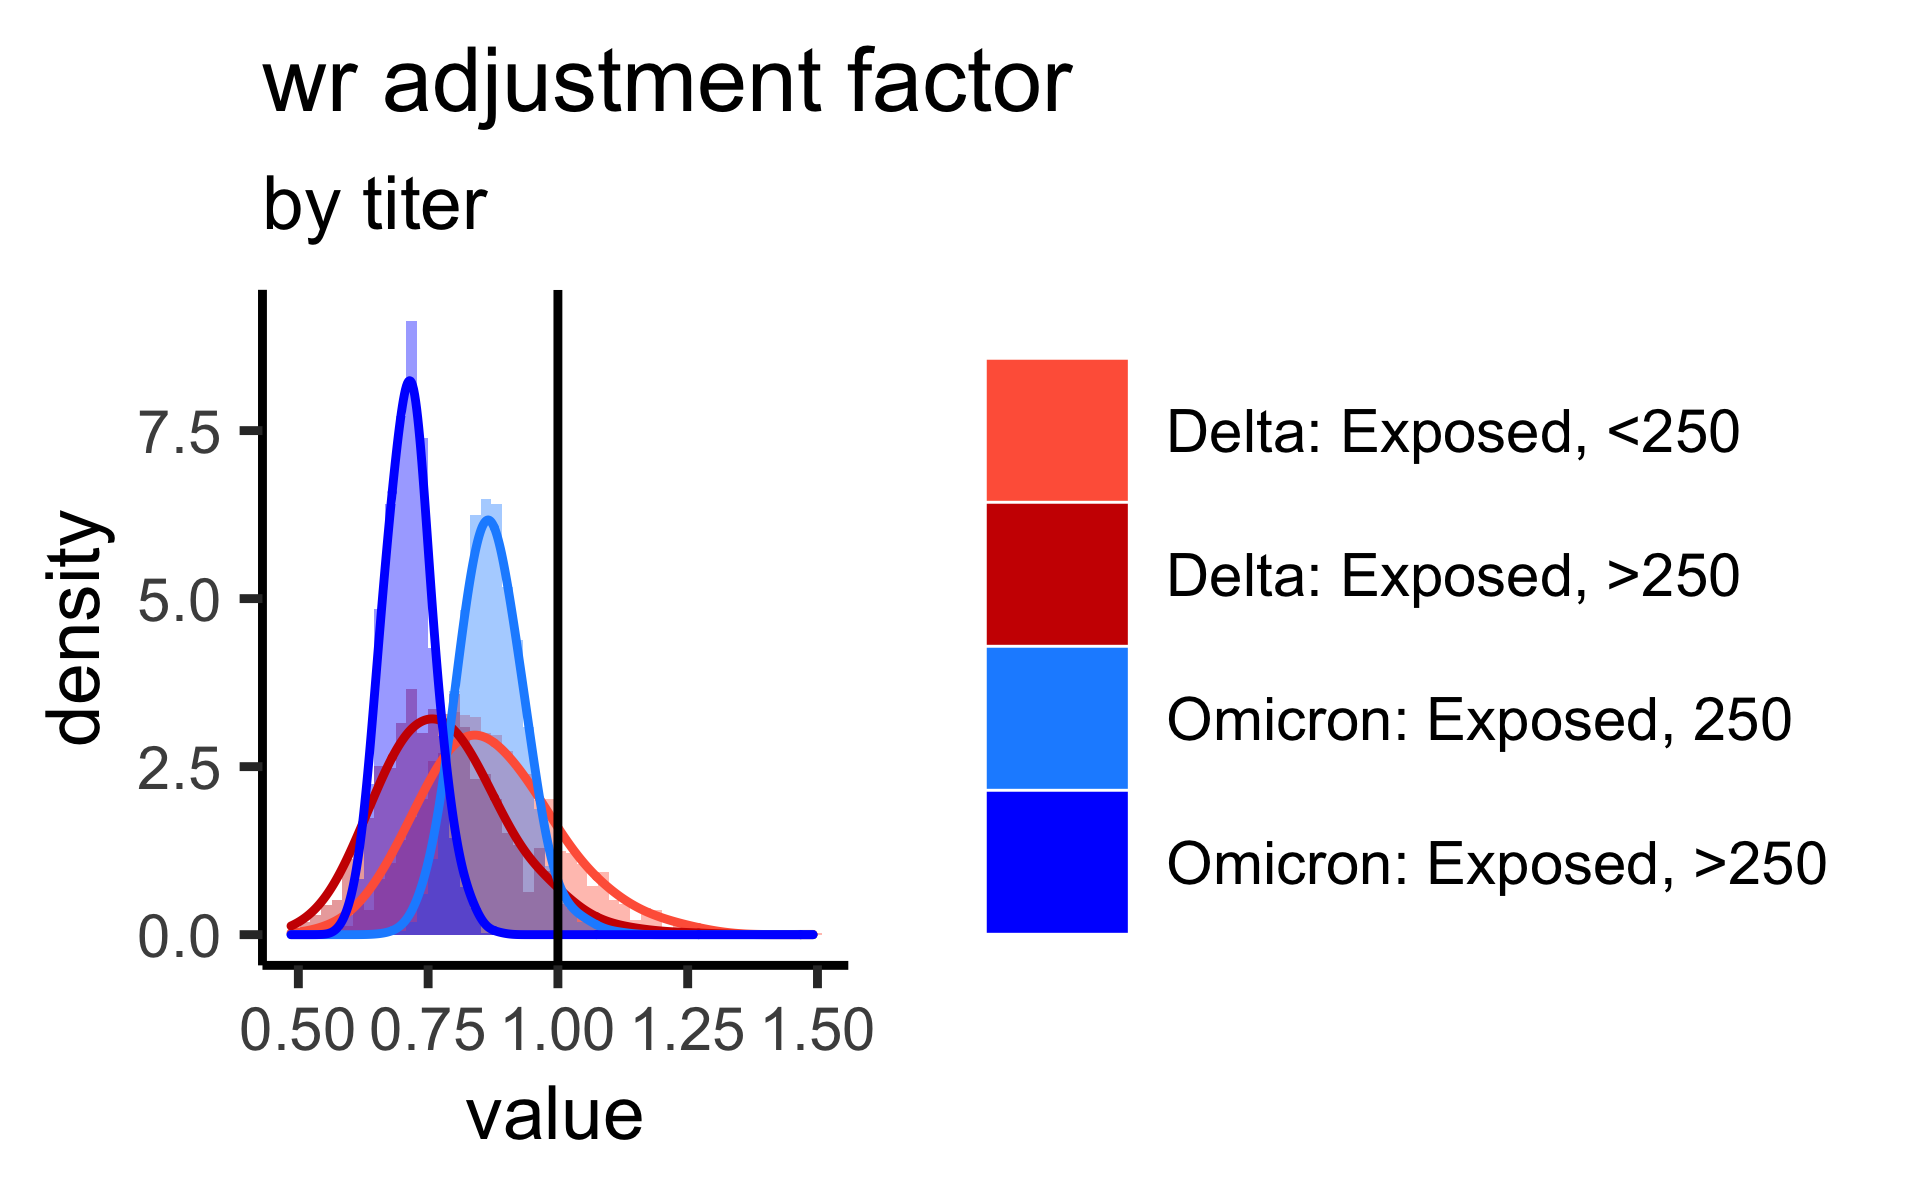 wr adjustment factor
by titer
density
7.5
5.0
2.5
0.0
0.50 0.75 1.00 1.25 1.50
value
Delta: Exposed, <250
Delta: Exposed, >250
Omicron: Exposed, 250
Omicron: Exposed, >250